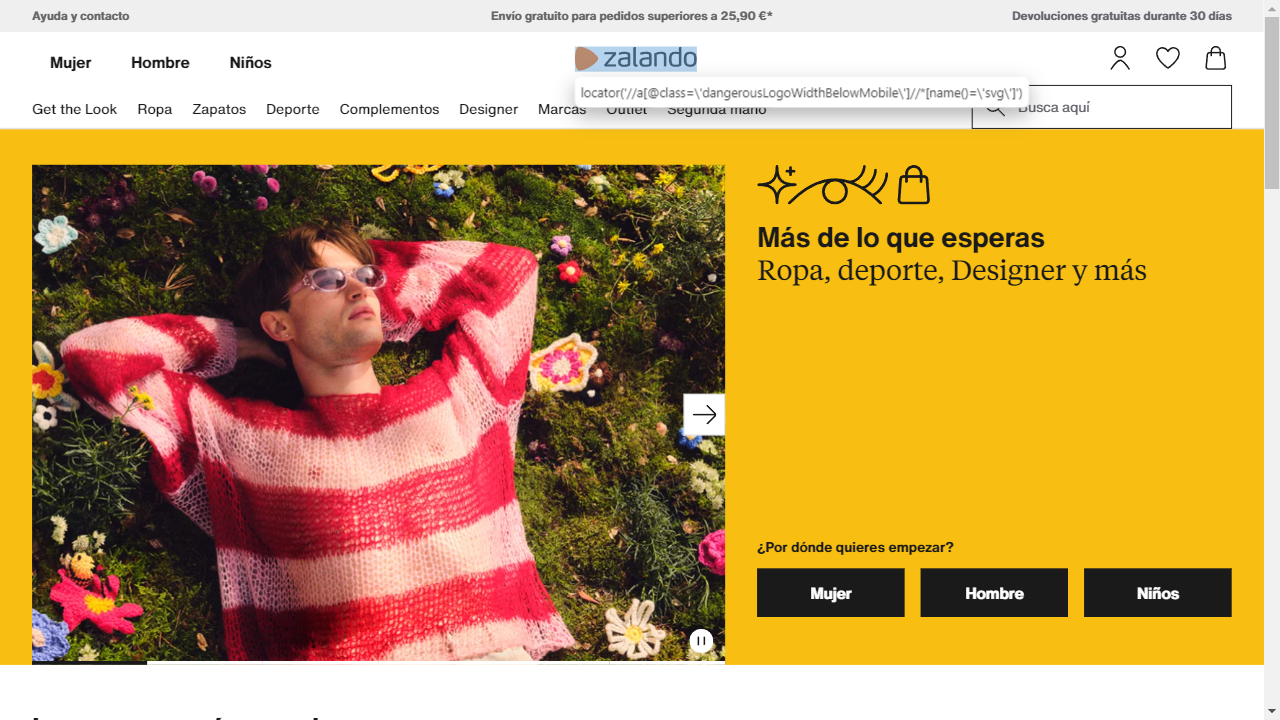 Ayuda y contacto
Envío gratuito para pedidos superiores a 25,90 €*
Devoluciones gratuitas durante 30 días
Mujer
Hombre
Niños
zalando
locator('//a[@class=\'dangerousLogoWidthBelowMobile\']//*[name()=\'svg\']')
Get the Look
Ropa
Zapatos
Deporte
Complementos
Designer
Marcas
Outlet
Segunda mano
Busca aquí
Más de lo que esperas
Ropa, deporte, Designer y más
¿Por dónde quieres empezar?
Mujer
Hombre
Niños